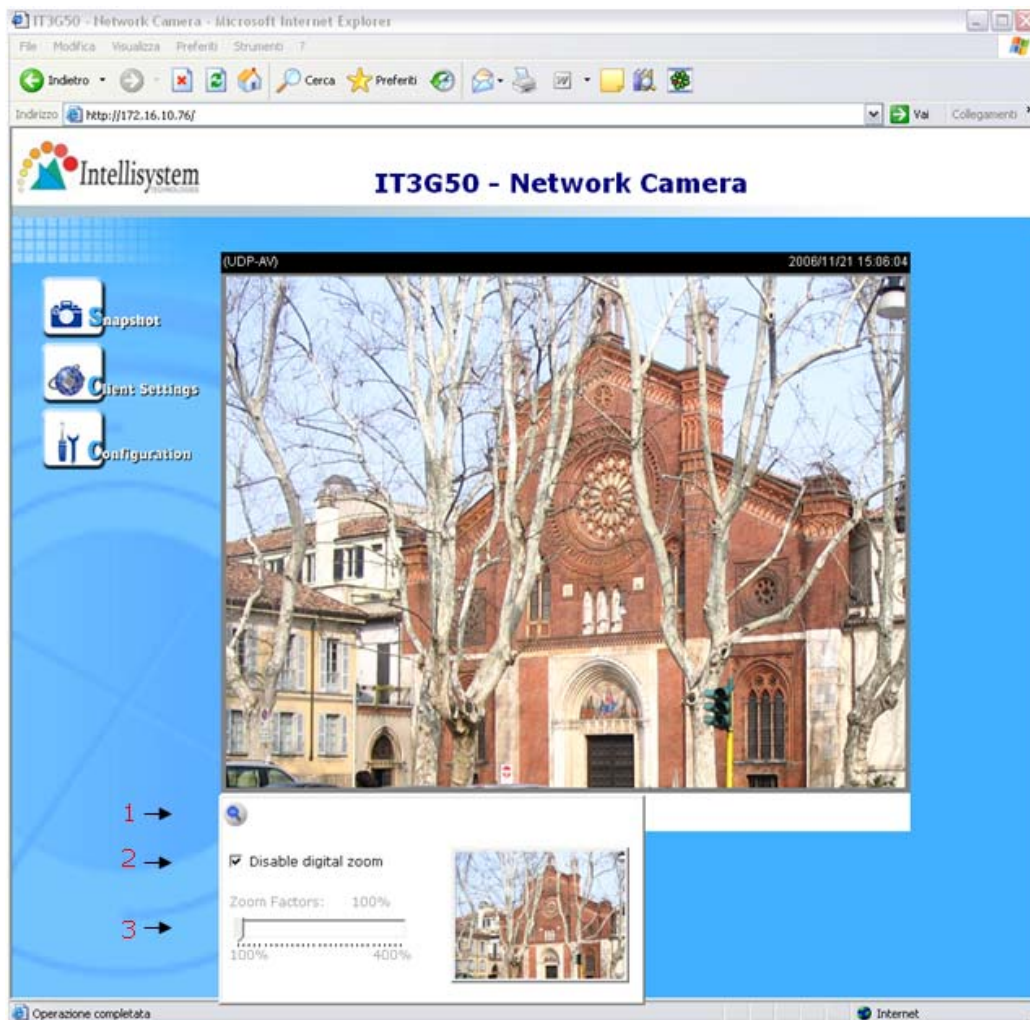 IT3G50 - Network Camera - Microsoft Internet Explorer
File Modifica Visualizza Preferiti Strumenti ?
Indietro Cerca Preferiti
Indirizzo http://172.16.10.76/ Vai Collegamenti
Intellisystem
TECHNOLOGIES
IT3G50 - Network Camera
(UDP-AV) 2006/11/21 15:06:04
Snapshot
Client Settings
Configuration
1
2 Disable digital zoom
Zoom Factors: 100%
3
100% 400%
Operazione completata Internet